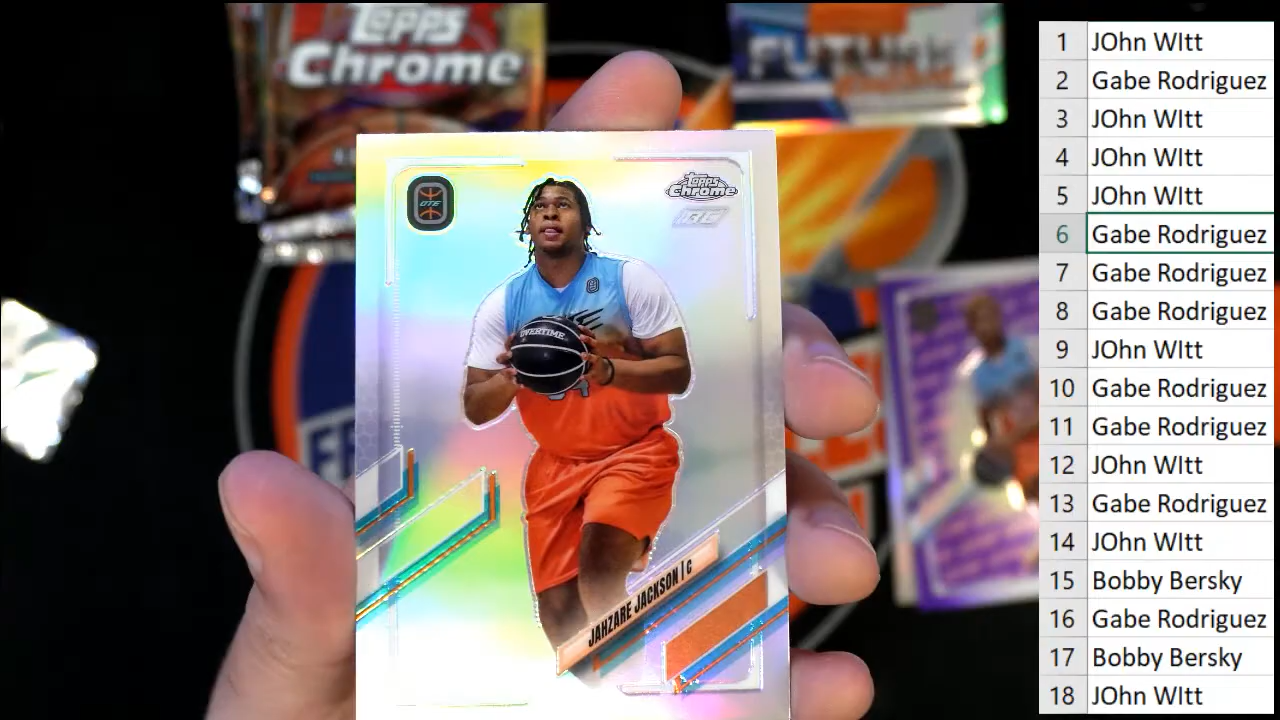 TOPPS
Chrome
OTE
TOPPS
Chrome
RC
OVERTIME
JAHZARE JACKSON | C
1 JOhn WItt
2 Gabe Rodriguez
3 JOhn WItt
4 JOhn WItt
5 JOhn WItt
6 Gabe Rodriguez
7 Gabe Rodriguez
8 Gabe Rodriguez
9 JOhn WItt
10 Gabe Rodriguez
11 Gabe Rodriguez
12 JOhn WItt
13 Gabe Rodriguez
14 JOhn WItt
15 Bobby Bersky
16 Gabe Rodriguez
17 Bobby Bersky
18 JOhn WItt